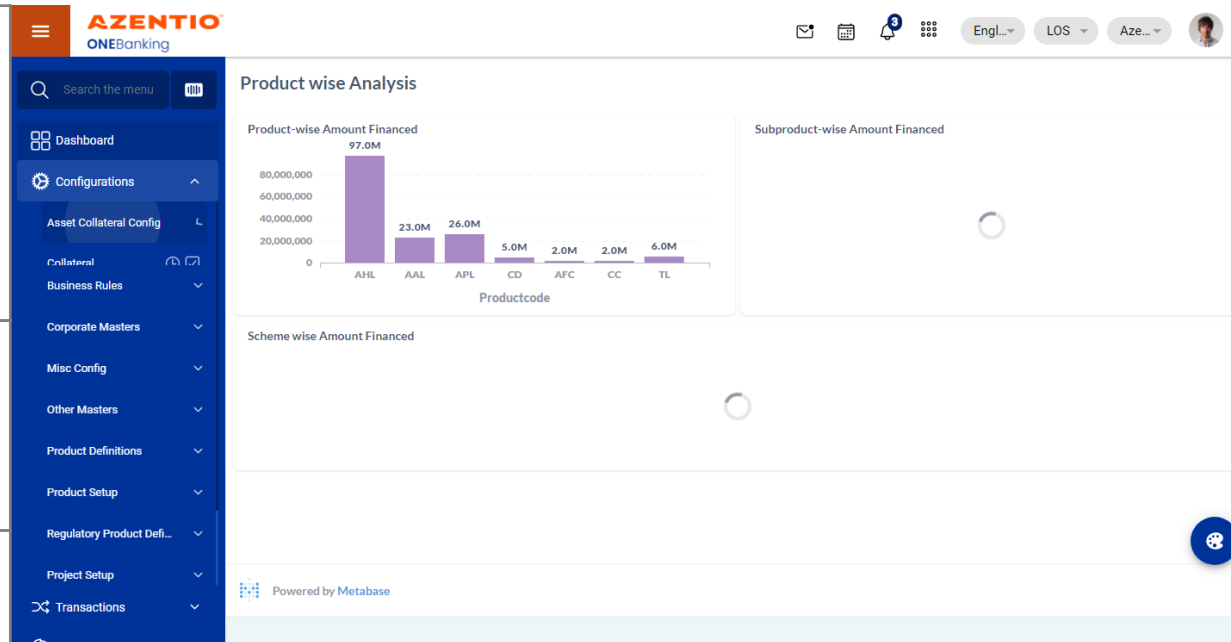 AZENTIO
ONEBanking
3
Engl...
LOS
Aze...
Search the menu
Dashboard
Configurations
Asset Collateral Config
Collateral
Business Rules
Corporate Masters
Misc Config
Other Masters
Product Definitions
Product Setup
Regulatory Product Defi...
Project Setup
Transactions
Product wise Analysis
Product-wise Amount Financed
97.0M
80,000,000
60,000,000
40,000,000
23.0M
26.0M
20,000,000
5.0M
2.0M
2.0M
6.0M
0
AHL
AAL
APL
CD
AFC
CC
TL
Productcode
Subproduct-wise Amount Financed
Scheme wise Amount Financed
Powered by Metabase